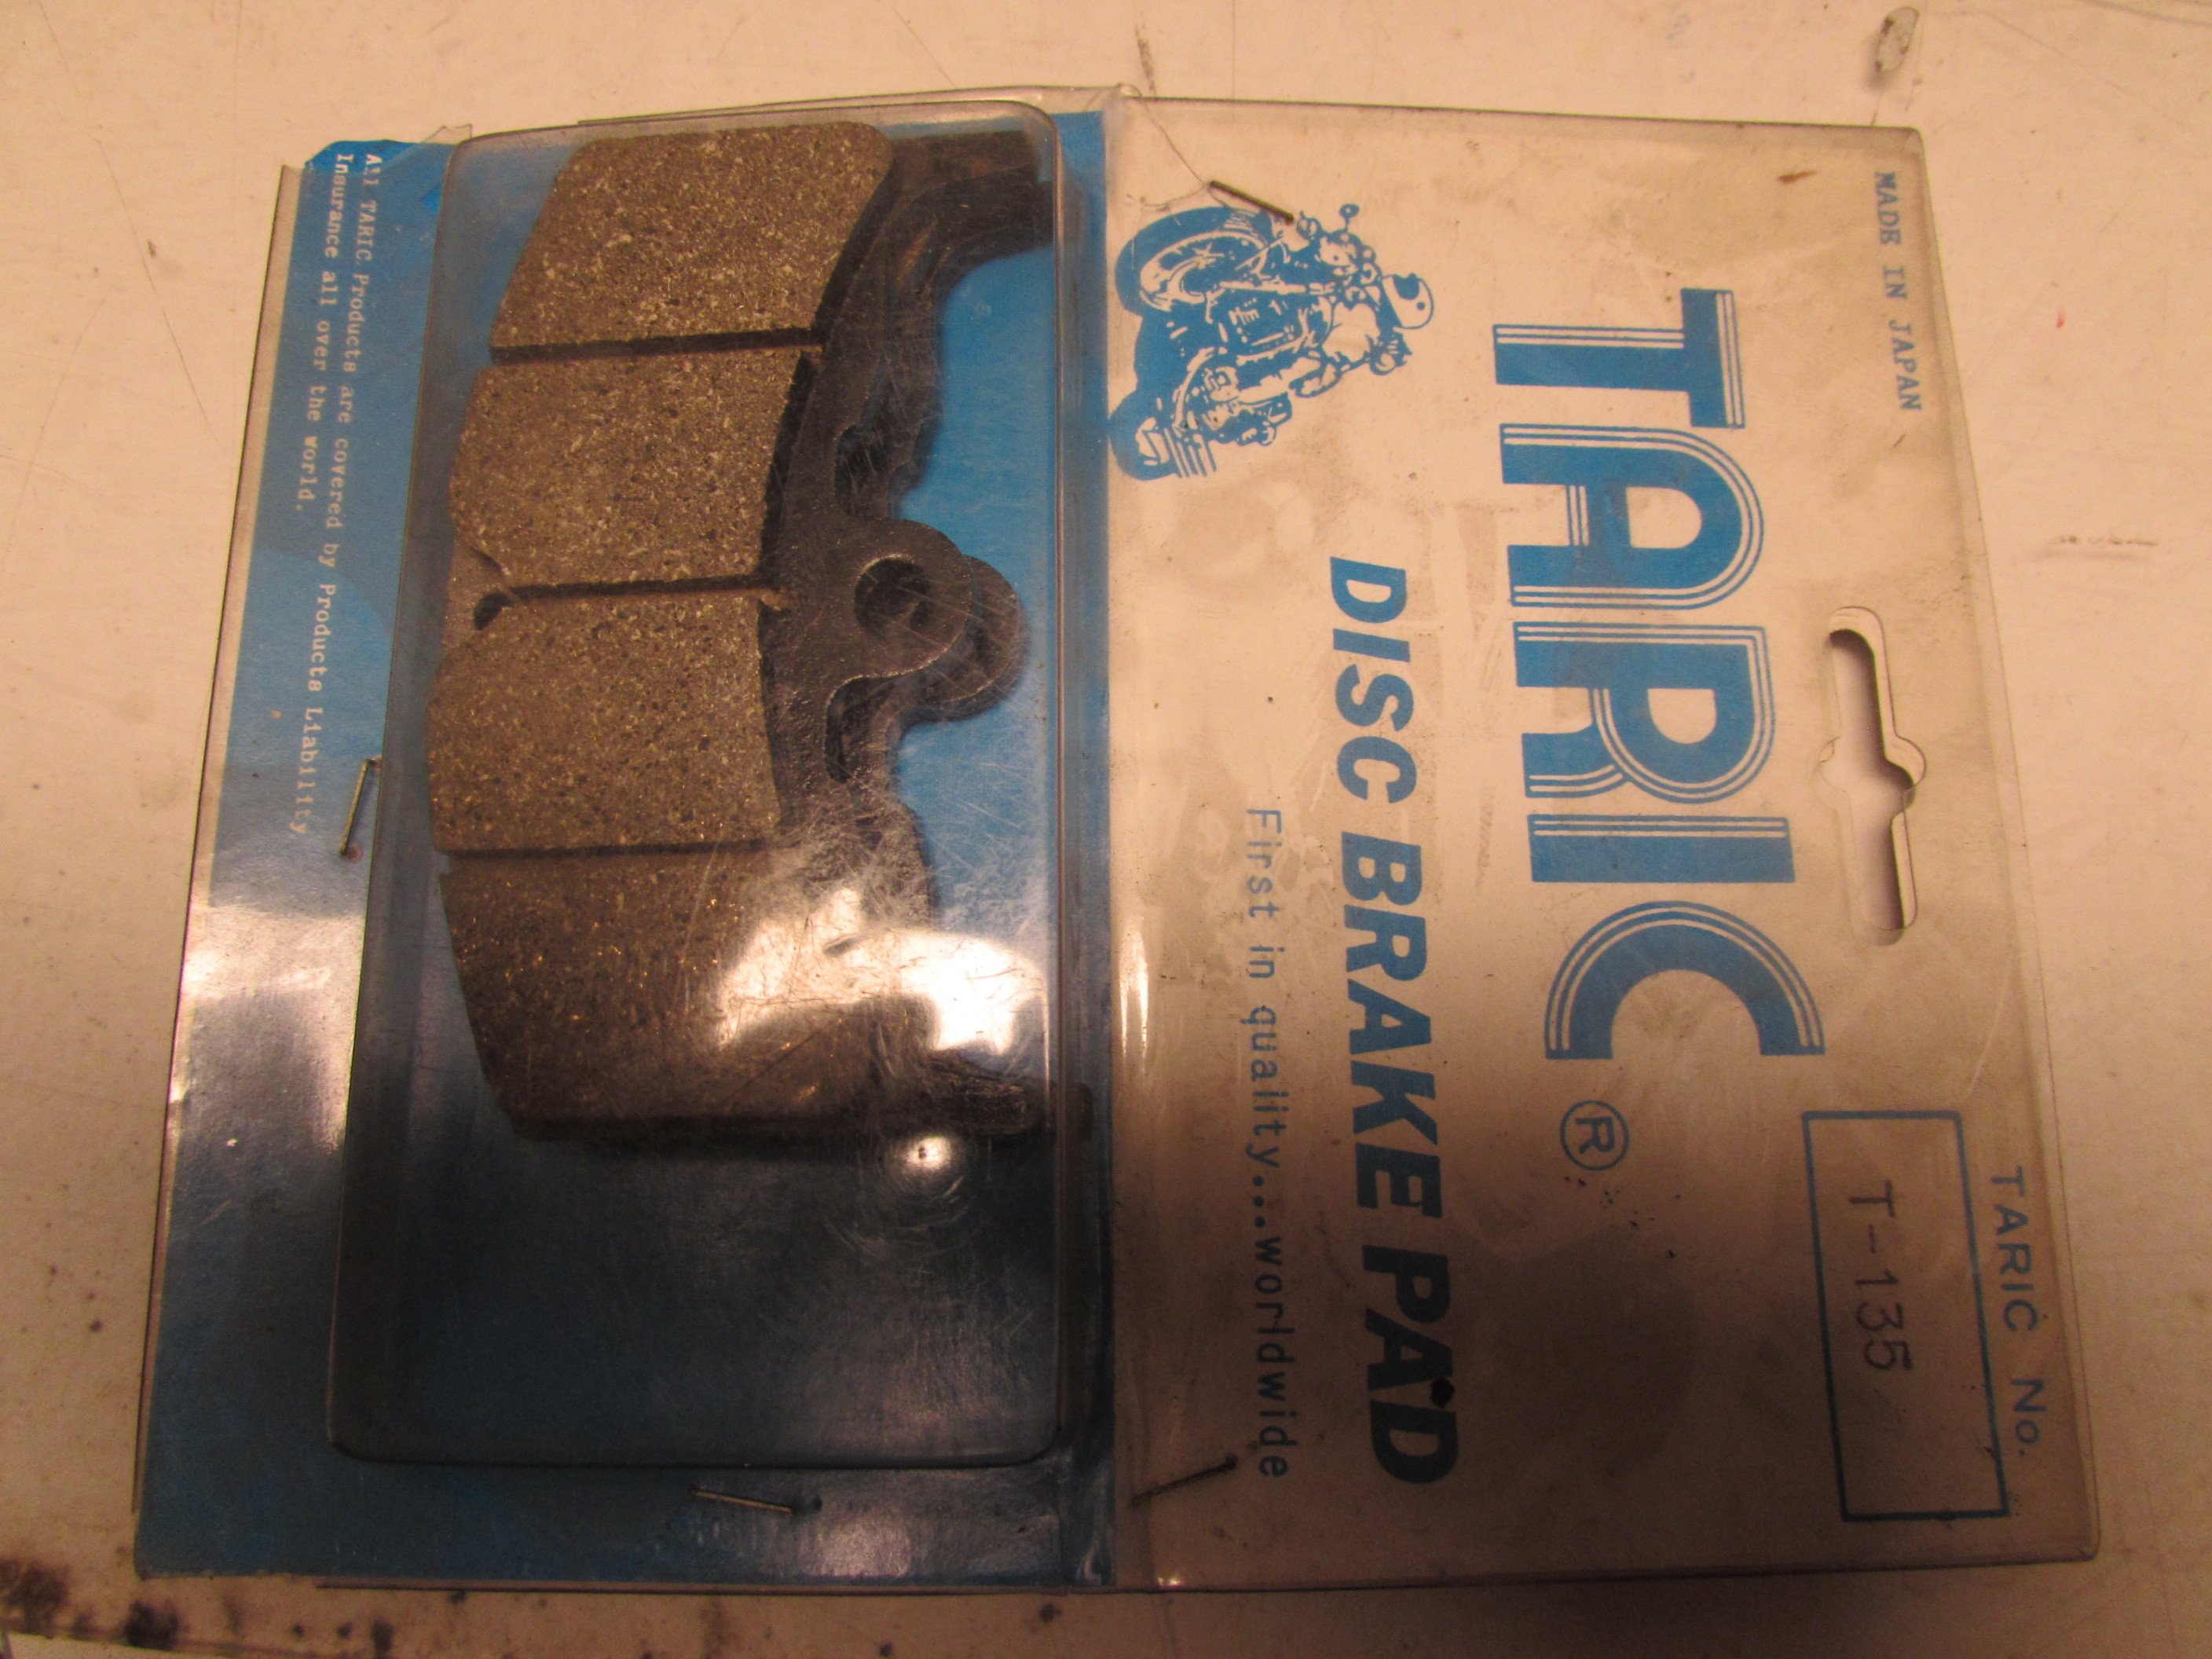 MADE IN JAPAN
TARIC No.
T-135
TARIC ®
DISC BRAKE PAD
First in quality...worldwide
All TARIC Products are covered by Products Liability
Insurance all over the world.